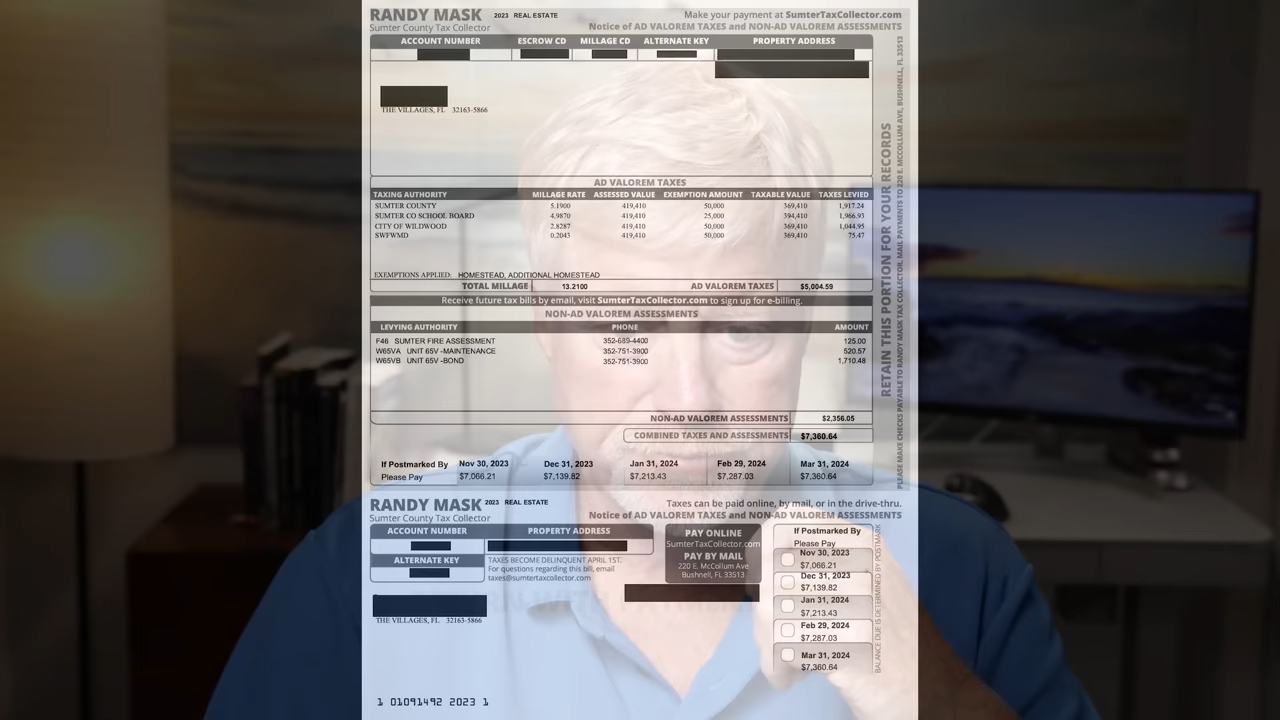 RANDY MASK 2023 REAL ESTATE Make your payment at SumterTaxCollector.com
Sumter County Tax Collector Notice of AD VALOREM TAXES and NON-AD VALOREM ASSESSMENTS
ACCOUNT NUMBER ESCROW CD MILLAGE CD ALTERNATE KEY PROPERTY ADDRESS
THE VILLAGES, FL 32163-5866
AD VALOREM TAXES
TAXING AUTHORITY MILLAGE RATE ASSESSED VALUE EXEMPTION AMOUNT TAXABLE VALUE TAXES LEVIED
SUMTER COUNTY 5.1900 419,410 50,000 369,410 1,917.24
SUMTER CO SCHOOL BOARD 4.9870 419,410 25,000 394,410 1,966.93
CITY OF WILDWOOD 2.8287 419,410 50,000 369,410 1,044.95
SWFWMD 0.2043 419,410 50,000 369,410 75.47
EXEMPTIONS APPLIED: HOMESTEAD, ADDITIONAL HOMESTEAD
TOTAL MILLAGE 13.2100 AD VALOREM TAXES $5,004.59
Receive future tax bills by email, visit SumterTaxCollector.com to sign up for e-billing.
NON-AD VALOREM ASSESSMENTS
LEVYING AUTHORITY PHONE AMOUNT
F46 SUMTER FIRE ASSESSMENT 352-689-4400 125.00
W65VA UNIT 65V -MAINTENANCE 352-751-3900 520.57
W65VB UNIT 65V -BOND 352-751-3900 1,710.48
NON-AD VALOREM ASSESSMENTS $2,356.05
COMBINED TAXES AND ASSESSMENTS $7,360.64
If Postmarked By Nov 30, 2023 Dec 31, 2023 Jan 31, 2024 Feb 29, 2024 Mar 31, 2024
Please Pay $7,066.21 $7,139.82 $7,213.43 $7,287.03 $7,360.64
RETAIN THIS PORTION FOR YOUR RECORDS
PLEASE MAKE CHECKS PAYABLE TO RANDY MASK TAX COLLECTOR. MAIL PAYMENTS TO 220 E. MCCOLLUM AVE, BUSHNELL, FL 33513
RANDY MASK 2023 REAL ESTATE Taxes can be paid online, by mail, or in the drive-thru.
Sumter County Tax Collector Notice of AD VALOREM TAXES and NON-AD VALOREM ASSESSMENTS
ACCOUNT NUMBER PROPERTY ADDRESS
ALTERNATE KEY
TAXES BECOME DELINQUENT APRIL 1ST.
For questions regarding this bill, email
taxes@sumtertaxcollector.com
THE VILLAGES, FL 32163-5866
PAY ONLINE
SumterTaxCollector.com
PAY BY MAIL
220 E. McCollum Ave
Bushnell, FL 33513
If Postmarked By
Please Pay
Nov 30, 2023
$7,066.21
Dec 31, 2023
$7,139.82
Jan 31, 2024
$7,213.43
Feb 29, 2024
$7,287.03
Mar 31, 2024
$7,360.64
BALANCE DUE IS DETERMINED BY POSTMARK
1 01091492 2023 1